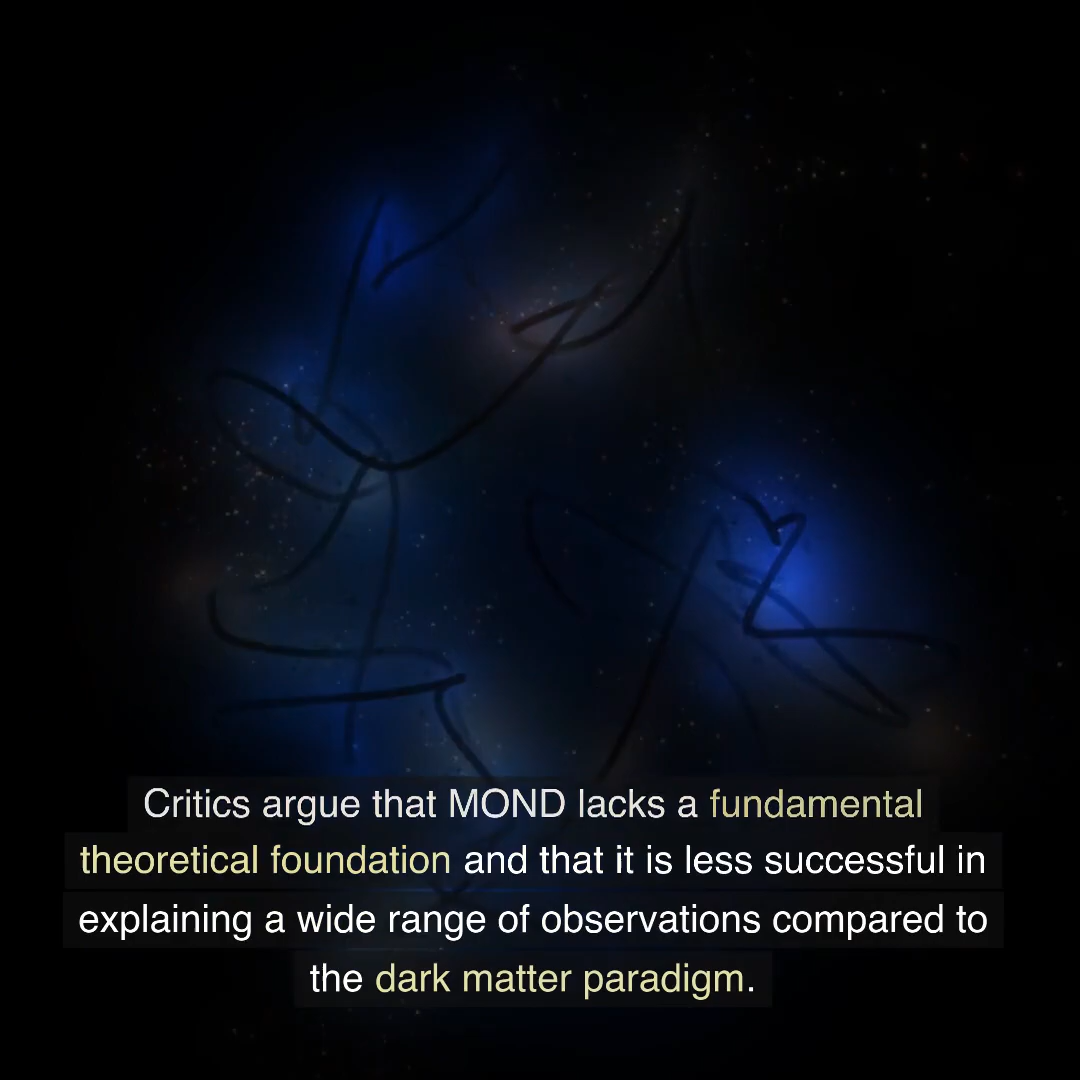 Critics argue that MOND lacks a fundamental
theoretical foundation and that it is less successful in
explaining a wide range of observations compared to
the dark matter paradigm.